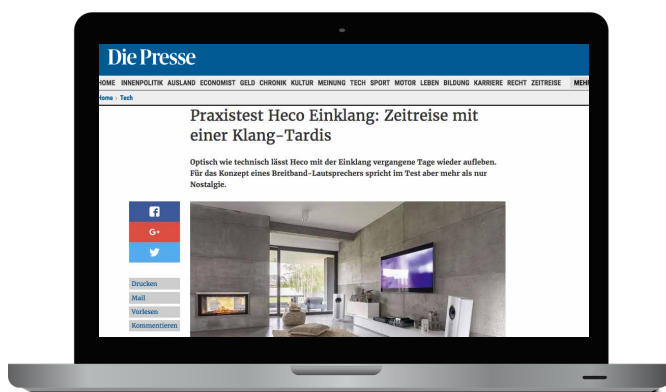 Die Presse
HOME INNENPOLITIK AUSLAND ECONOMIST GELD CHRONIK KULTUR MEINUNG TECH SPORT MOTOR LEBEN BILDUNG KARRIERE RECHT ZEITREISE MEHR
Home › Tech
Praxistest Heco Einklang: Zeitreise mit
einer Klang-Tardis
Optisch wie technisch lässt Heco mit der Einklang vergangene Tage wieder aufleben.
Für das Konzept eines Breitband-Lautsprechers spricht im Test aber mehr als nur
Nostalgie.
G+
Drucken
Mail
Vorlesen
Kommentieren